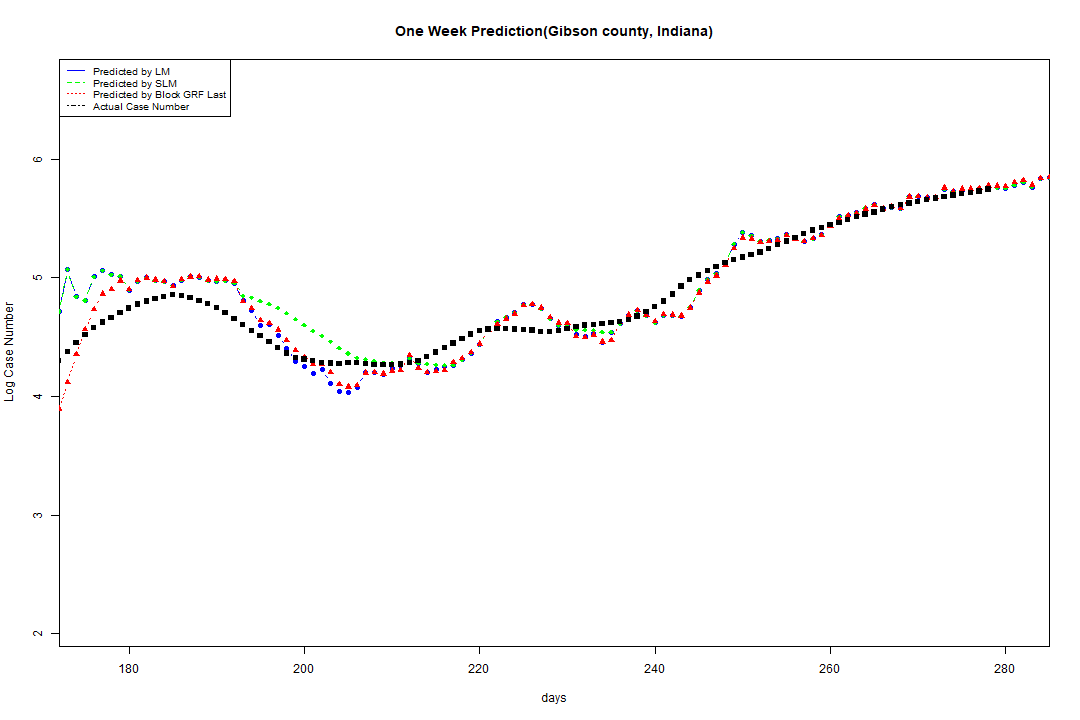 One Week Prediction(Gibson county, Indiana)
Predicted by LM
Predicted by SLM
Predicted by Block GRF Last
Actual Case Number
6
5
4
3
2
Log Case Number
180 200 220 240 260 280
days